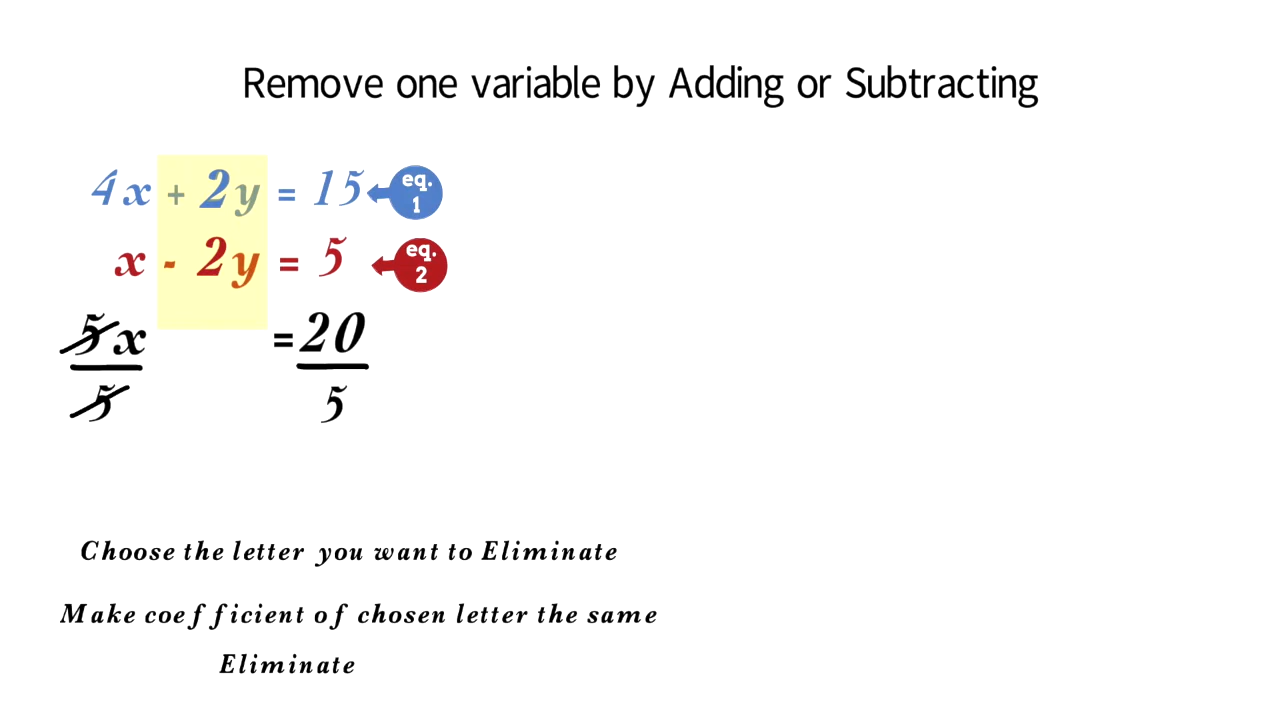 Remove one variable by Adding or Subtracting
4x + 2y = 15 eq. 1
x - 2y = 5 eq. 2
5x = 20
5 5
Choose the letter you want to Eliminate
Make coefficient of chosen letter the same
Eliminate